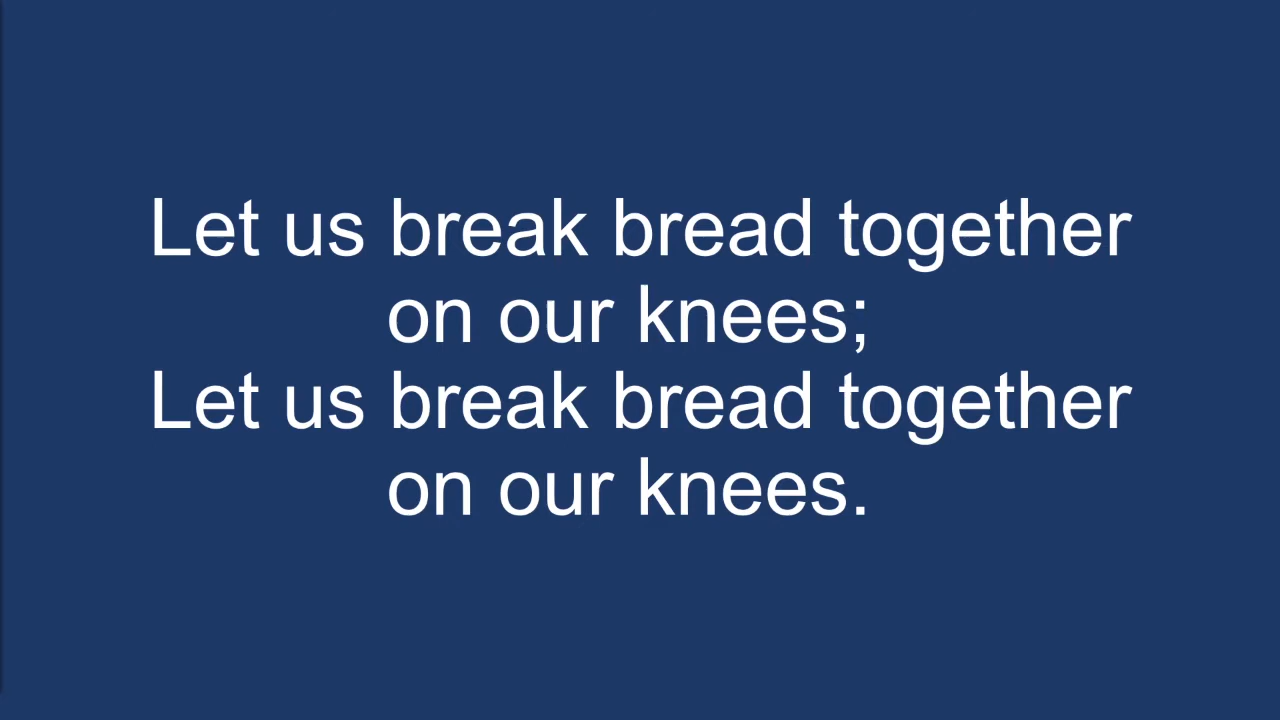 Let us break bread together
on our knees;
Let us break bread together
on our knees.